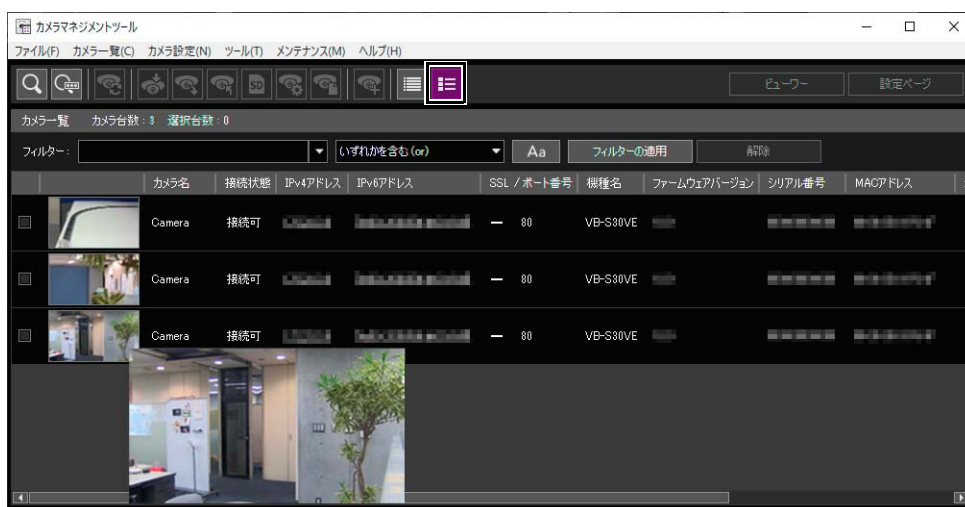 カメラマネジメントツール
ファイル(F) カメラ一覧(C) カメラ設定(N) ツール(T) メンテナンス(M) ヘルプ(H)
SD ビューワー 設定ページ
カメラ一覧 カメラ台数 : 3 選択台数 : 0
フィルター : いずれかを含む(or) Aa フィルターの適用 解除
カメラ名 接続状態 IPv4アドレス IPv6アドレス SSL / ポート番号 機種名 ファームウェアバージョン シリアル番号 MACアドレス
Camera 接続可 ー 80 VB-S30VE
Camera 接続可 ー 80 VB-S30VE
Camera 接続可 ー 80 VB-S30VE